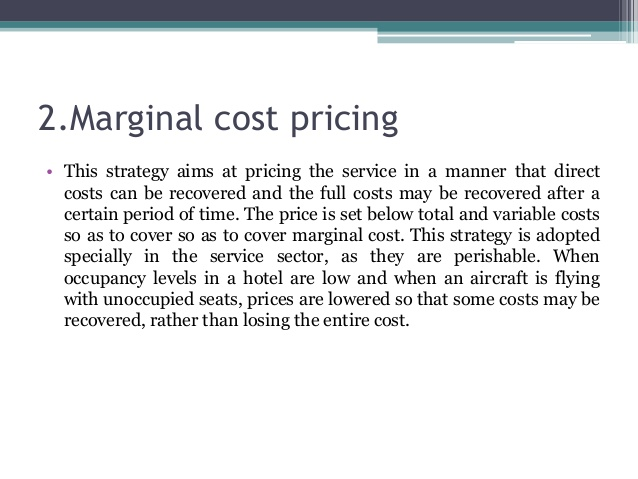 2.Marginal cost pricing
• This strategy aims at pricing the service in a manner that direct
costs can be recovered and the full costs may be recovered after a
certain period of time. The price is set below total and variable costs
so as to cover so as to cover marginal cost. This strategy is adopted
specially in the service sector, as they are perishable. When
occupancy levels in a hotel are low and when an aircraft is flying
with unoccupied seats, prices are lowered so that some costs may be
recovered, rather than losing the entire cost.